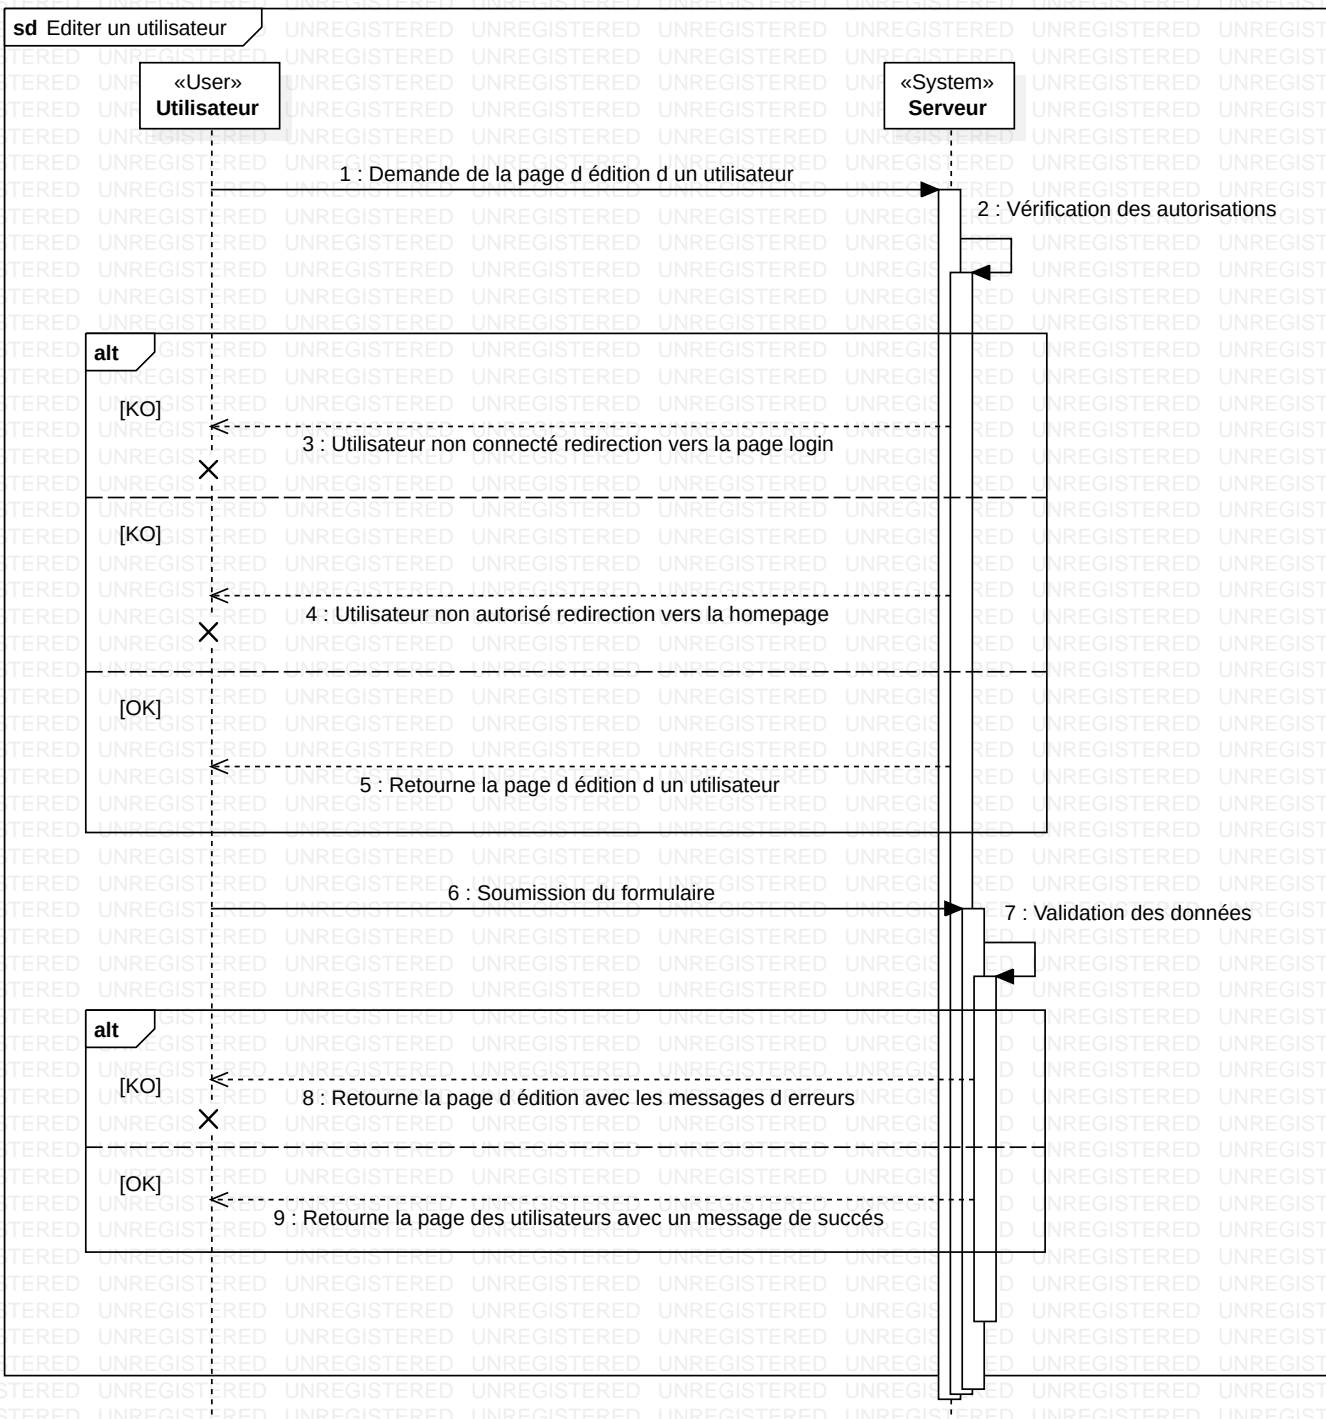 sd Editer un utilisateur
«User»
Utilisateur
«System»
Serveur
1 : Demande de la page d édition d un utilisateur
2 : Vérification des autorisations
alt
[KO]
3 : Utilisateur non connecté redirection vers la page login
[KO]
4 : Utilisateur non autorisé redirection vers la homepage
[OK]
5 : Retourne la page d édition d un utilisateur
6 : Soumission du formulaire
7 : Validation des données
alt
[KO]
8 : Retourne la page d édition avec les messages d erreurs
[OK]
9 : Retourne la page des utilisateurs avec un message de succés
UNREGISTERED